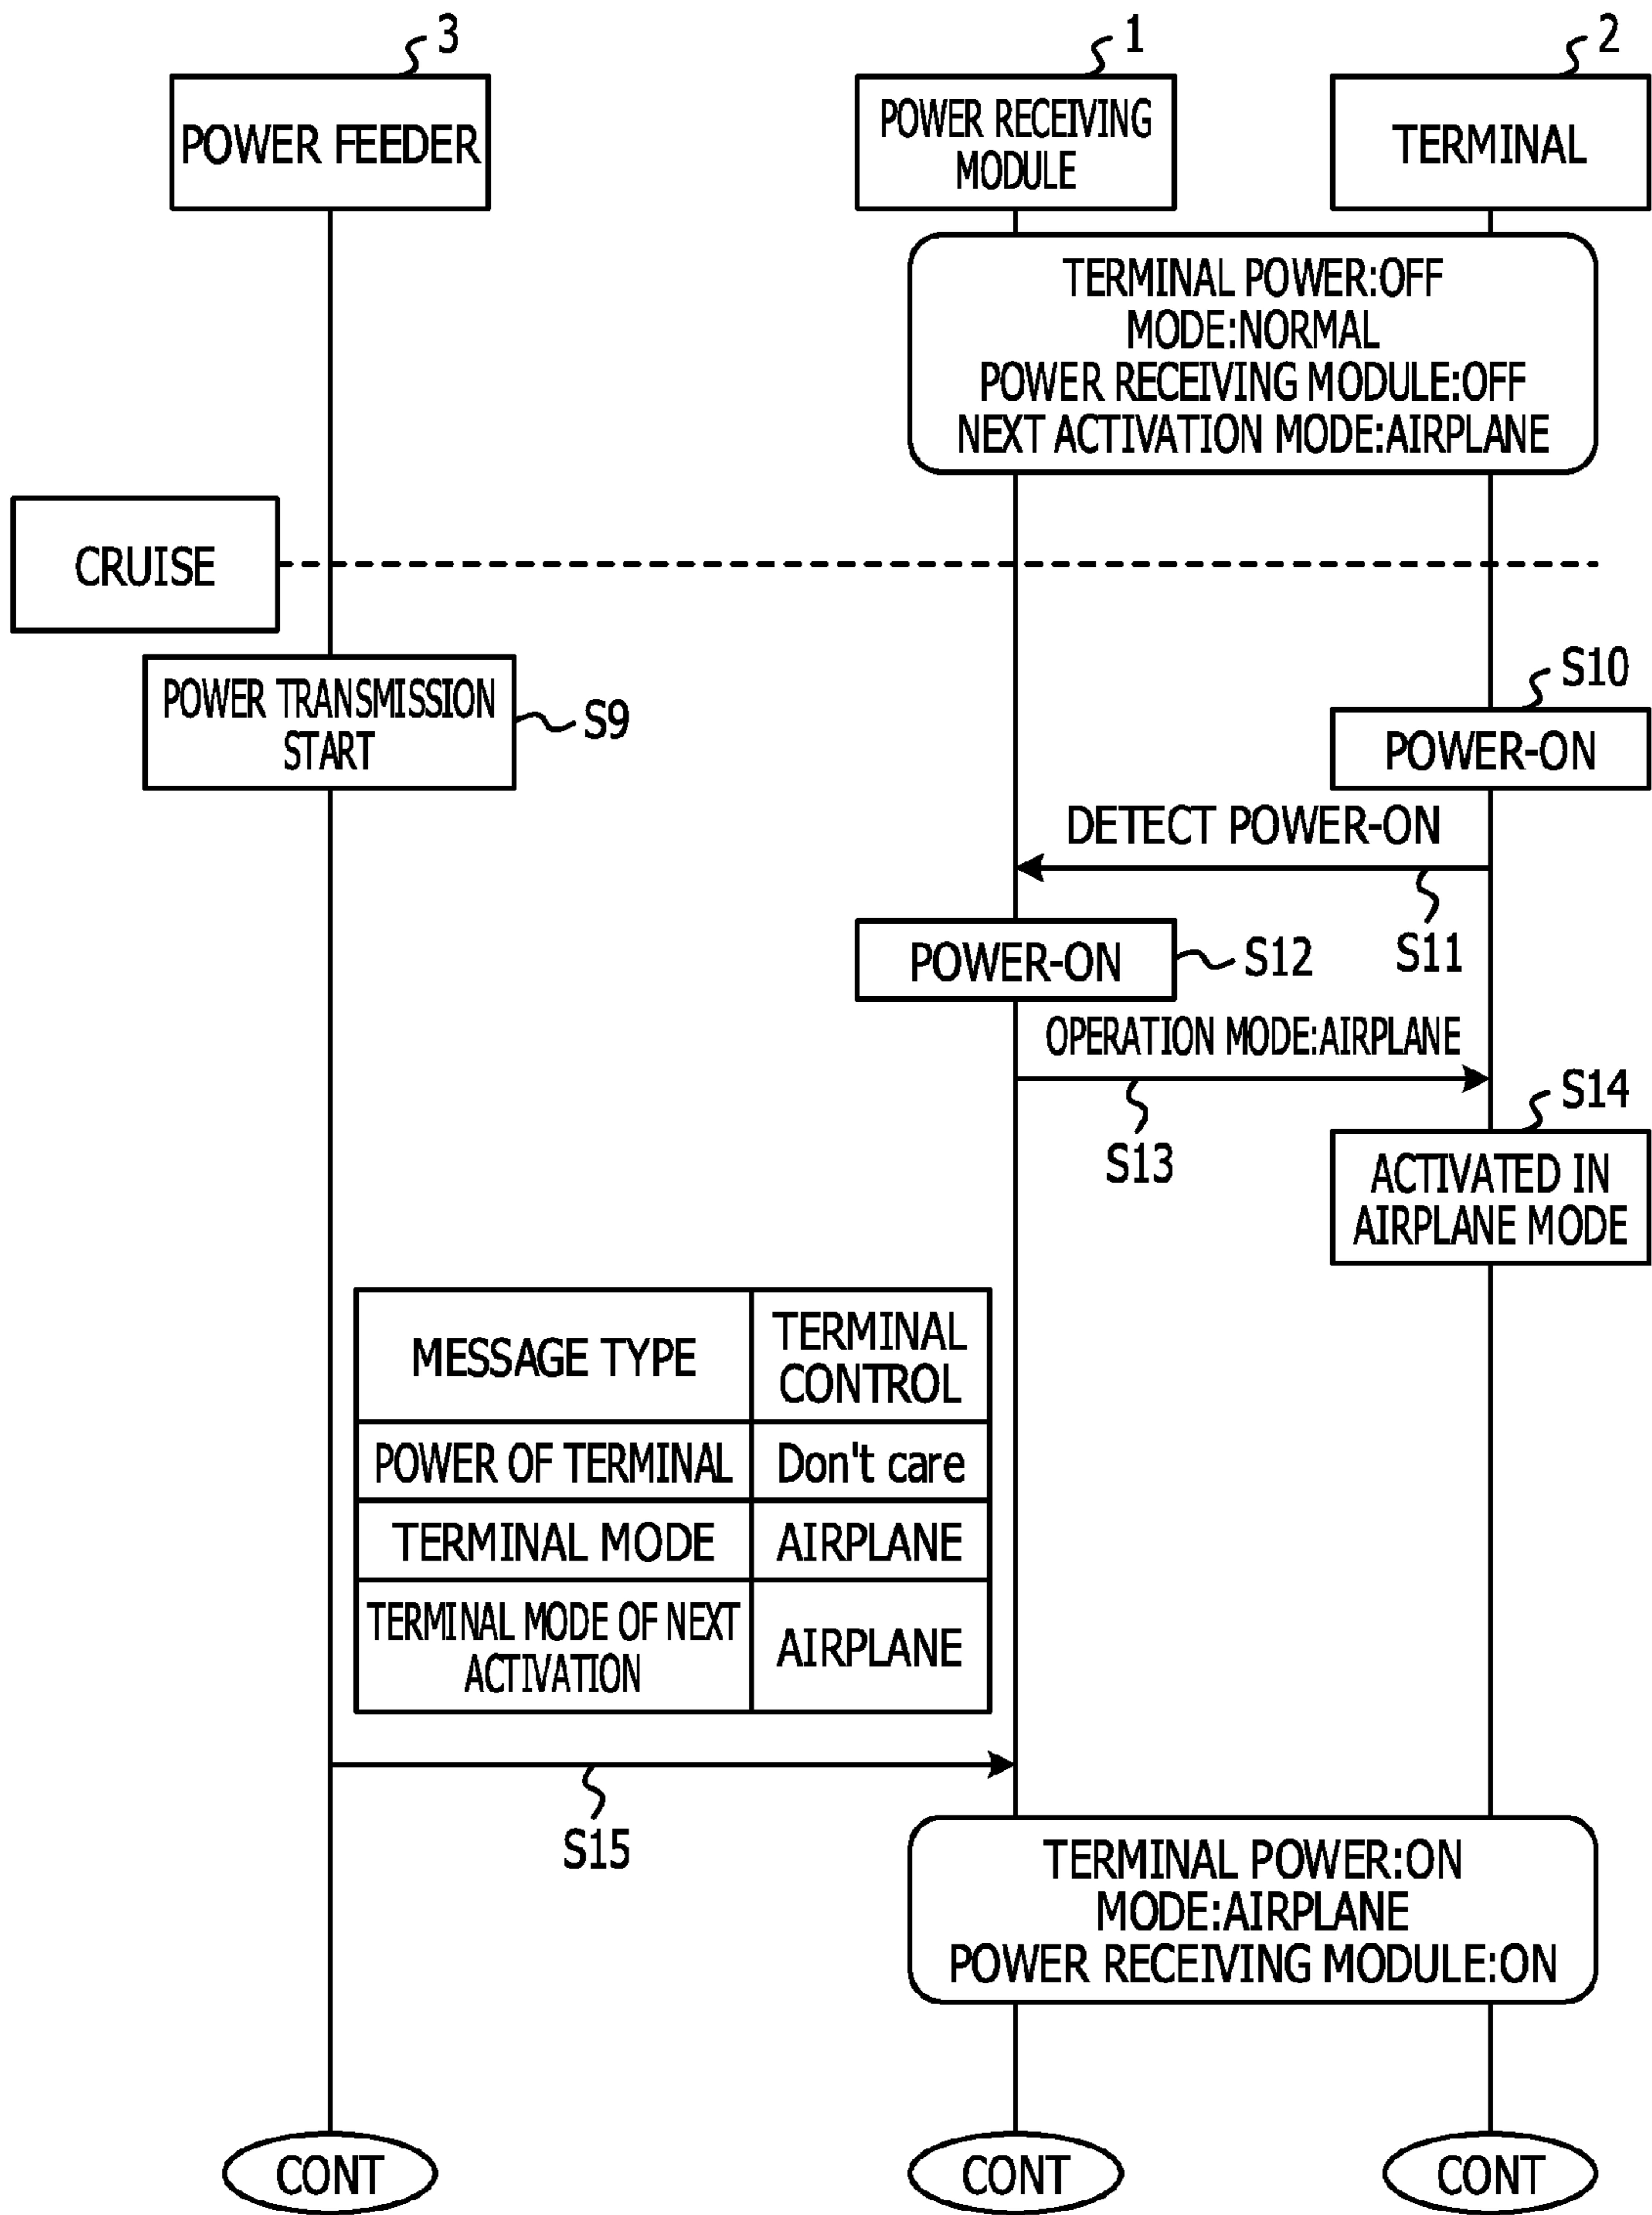 3
1
2
POWER FEEDER
POWER RECEIVING
MODULE
TERMINAL
TERMINAL POWER:OFF
MODE:NORMAL
POWER RECEIVING MODULE:OFF
NEXT ACTIVATION MODE:AIRPLANE
CRUISE
POWER TRANSMISSION
START
S9
S10
POWER-ON
DETECT POWER-ON
S11
POWER-ON
S12
OPERATION MODE:AIRPLANE
S13
S14
ACTIVATED IN
AIRPLANE MODE
MESSAGE TYPE
TERMINAL
CONTROL
POWER OF TERMINAL
Don't care
TERMINAL MODE
AIRPLANE
TERMINAL MODE OF NEXT
ACTIVATION
AIRPLANE
S15
TERMINAL POWER:ON
MODE:AIRPLANE
POWER RECEIVING MODULE:ON
CONT
CONT
CONT